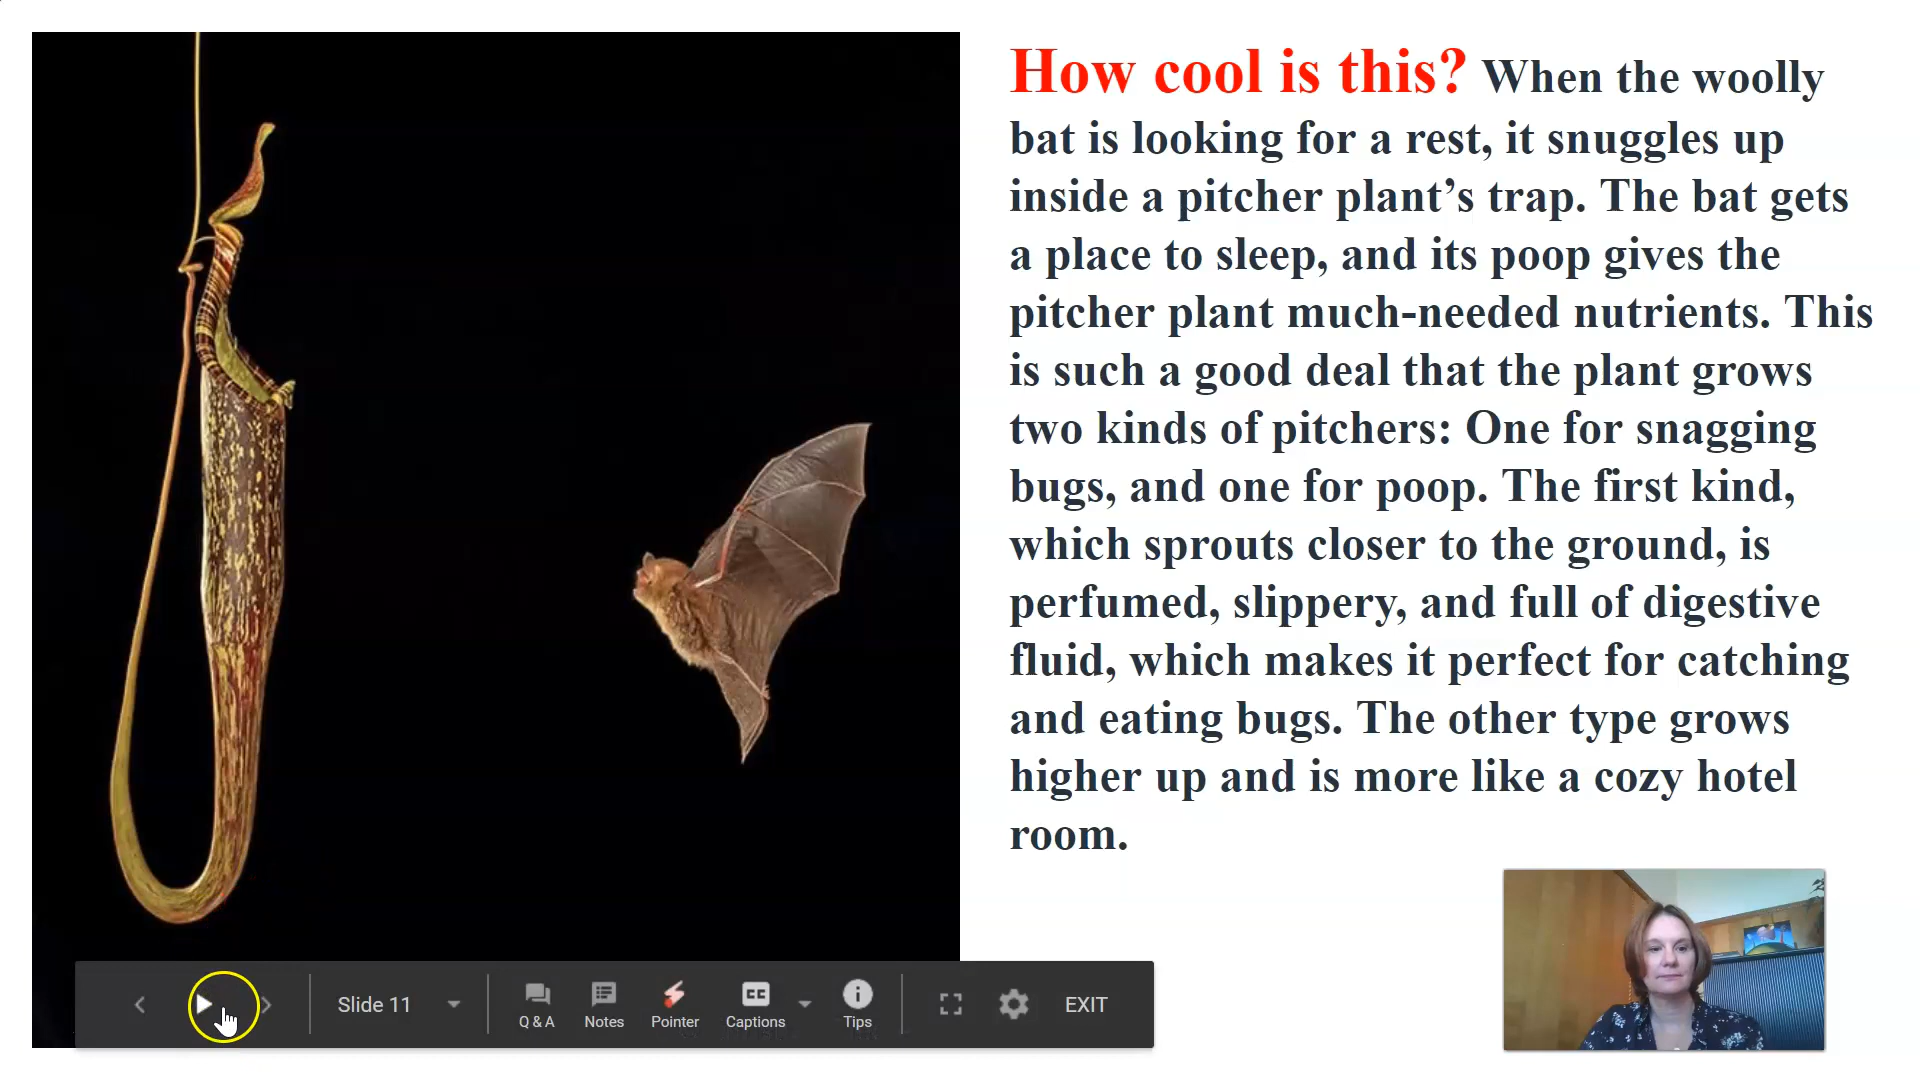 How cool is this? When the woolly
bat is looking for a rest, it snuggles up
inside a pitcher plant’s trap. The bat gets
a place to sleep, and its poop gives the
pitcher plant much-needed nutrients. This
is such a good deal that the plant grows
two kinds of pitchers: One for snagging
bugs, and one for poop. The first kind,
which sprouts closer to the ground, is
perfumed, slippery, and full of digestive
fluid, which makes it perfect for catching
and eating bugs. The other type grows
higher up and is more like a cozy hotel
room.
Slide 11
Q & A
Notes
Pointer
CC
Captions
Tips
EXIT